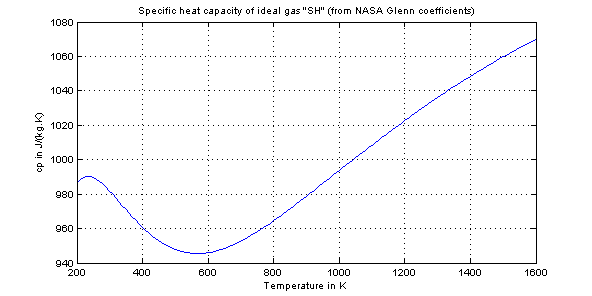 Specific heat capacity of ideal gas "SH" (from NASA Glenn coefficients)
1080
1060
1040
1020
1000
980
960
940
cp in J/(kg.K)
200 400 600 800 1000 1200 1400 1600
Temperature in K